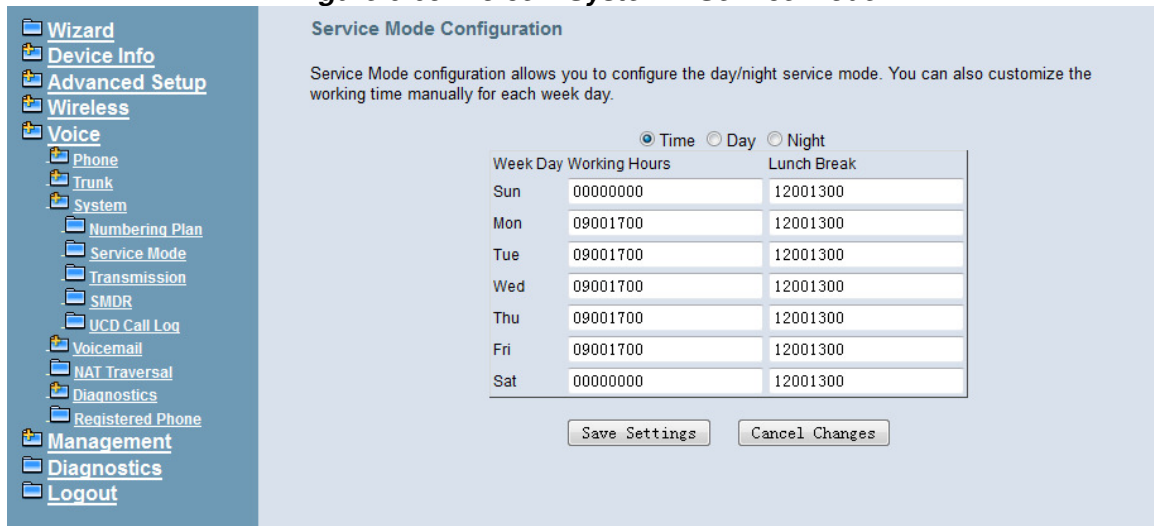 Wizard
Device Info
Advanced Setup
Wireless
Voice
Phone
Trunk
System
Numbering Plan
Service Mode
Transmission
SMDR
UCD Call Log
Voicemail
NAT Traversal
Diagnostics
Registered Phone
Management
Diagnostics
Logout
Service Mode Configuration
Service Mode configuration allows you to configure the day/night service mode. You can also customize the
working time manually for each week day.
Time Day Night
Week Day Working Hours Lunch Break
Sun 00000000 12001300
Mon 09001700 12001300
Tue 09001700 12001300
Wed 09001700 12001300
Thu 09001700 12001300
Fri 09001700 12001300
Sat 00000000 12001300
Save Settings Cancel Changes